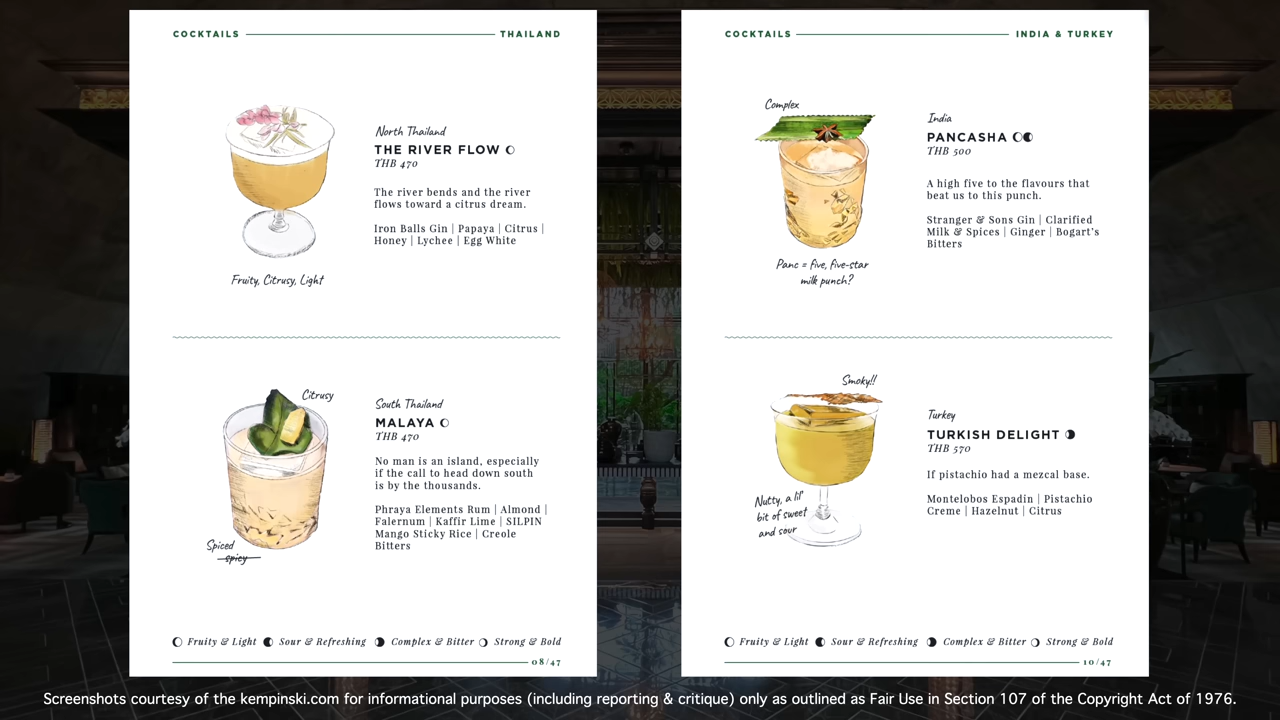 COCKTAILS THAILAND
North Thailand
THE RIVER FLOW
THB 470
The river bends and the river
flows toward a citrus dream.
Iron Balls Gin | Papaya | Citrus |
Honey | Lychee | Egg White
Fruity, Citrusy, Light
Citrusy
South Thailand
MALAYA
THB 470
No man is an island, especially
if the call to head down south
is by the thousands.
Phraya Elements Rum | Almond |
Falernum | Kaffir Lime | SILPIN
Mango Sticky Rice | Creole
Bitters
Spiced
spicy
Fruity & Light Sour & Refreshing Complex & Bitter Strong & Bold
08/47
COCKTAILS INDIA & TURKEY
Complex
India
PANCASHA
THB 500
A high five to the flavours that
beat us to this punch.
Stranger & Sons Gin | Clarified
Milk & Spices | Ginger | Bogart's
Bitters
Panc = five, five-star
milk punch?
Smoky!!
Turkey
TURKISH DELIGHT
THB 570
If pistachio had a mezcal base.
Montelobos Espadin | Pistachio
Creme | Hazelnut | Citrus
Nutty, a lil'
bit of sweet
and sour
Fruity & Light Sour & Refreshing Complex & Bitter Strong & Bold
10/47
Screenshots courtesy of the kempinski.com for informational purposes (including reporting & critique) only as outlined as Fair Use in Section 107 of the Copyright Act of 1976.